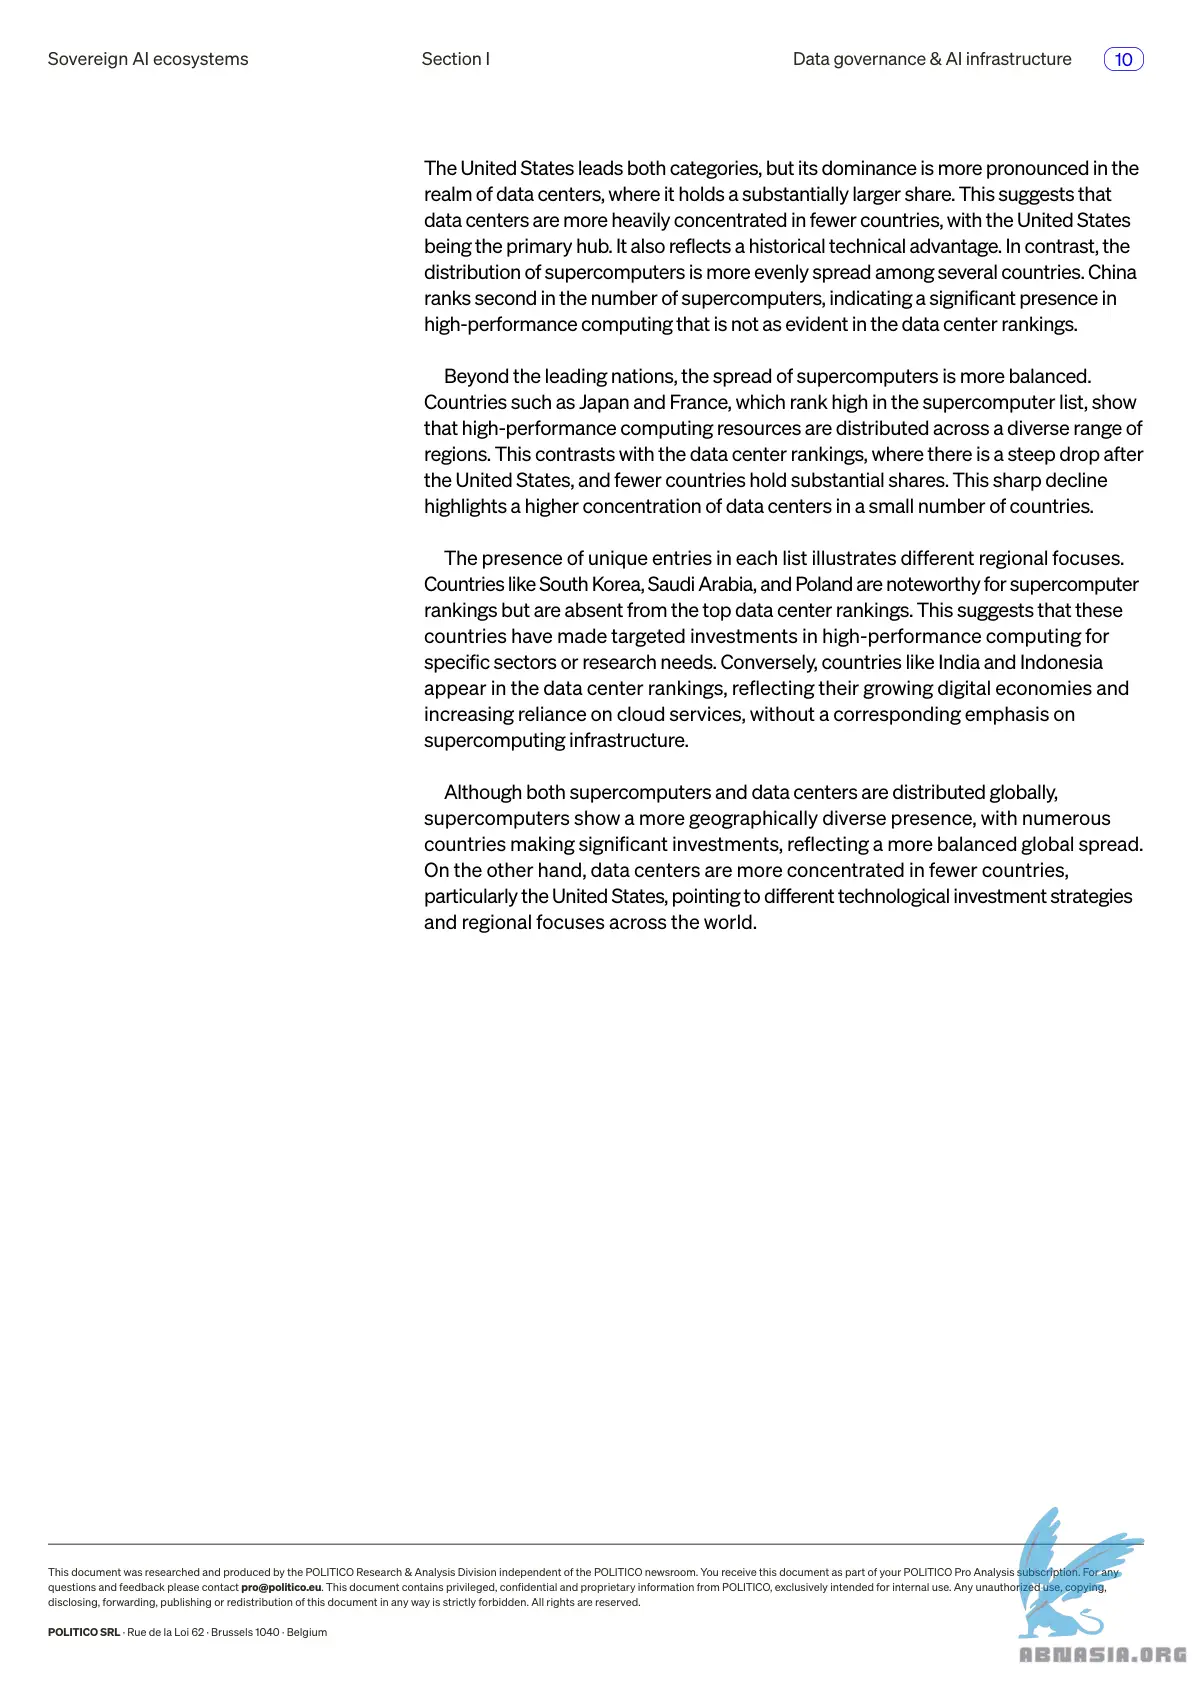 Sovereign AI ecosystems
Section I
Data governance & AI infrastructure
10
The United States leads both categories, but its dominance is more pronounced in the
realm of data centers, where it holds a substantially larger share. This suggests that
data centers are more heavily concentrated in fewer countries, with the United States
being the primary hub. It also reflects a historical technical advantage. In contrast, the
distribution of supercomputers is more evenly spread among several countries. China
ranks second in the number of supercomputers, indicating a significant presence in
high-performance computing that is not as evident in the data center rankings.
Beyond the leading nations, the spread of supercomputers is more balanced.
Countries such as Japan and France, which rank high in the supercomputer list, show
that high-performance computing resources are distributed across a diverse range of
regions. This contrasts with the data center rankings, where there is a steep drop after
the United States, and fewer countries hold substantial shares. This sharp decline
highlights a higher concentration of data centers in a small number of countries.
The presence of unique entries in each list illustrates different regional focuses.
Countries like South Korea, Saudi Arabia, and Poland are noteworthy for supercomputer
rankings but are absent from the top data center rankings. This suggests that these
countries have made targeted investments in high-performance computing for
specific sectors or research needs. Conversely, countries like India and Indonesia
appear in the data center rankings, reflecting their growing digital economies and
increasing reliance on cloud services, without a corresponding emphasis on
supercomputing infrastructure.
Although both supercomputers and data centers are distributed globally,
supercomputers show a more geographically diverse presence, with numerous
countries making significant investments, reflecting a more balanced global spread.
On the other hand, data centers are more concentrated in fewer countries,
particularly the United States, pointing to different technological investment strategies
and regional focuses across the world.
This document was researched and produced by the POLITICO Research & Analysis Division independent of the POLITICO newsroom. You receive this document as part of your POLITICO Pro Analysis subscription. For any
questions and feedback please contact pro@politico.eu. This document contains privileged, confidential and proprietary information from POLITICO, exclusively intended for internal use. Any unauthorized use, copying,
disclosing, forwarding, publishing or redistribution of this document in any way is strictly forbidden. All rights are reserved.
POLITICO SRL · Rue de la Loi 62 · Brussels 1040 · Belgium
ABNASIA.ORG